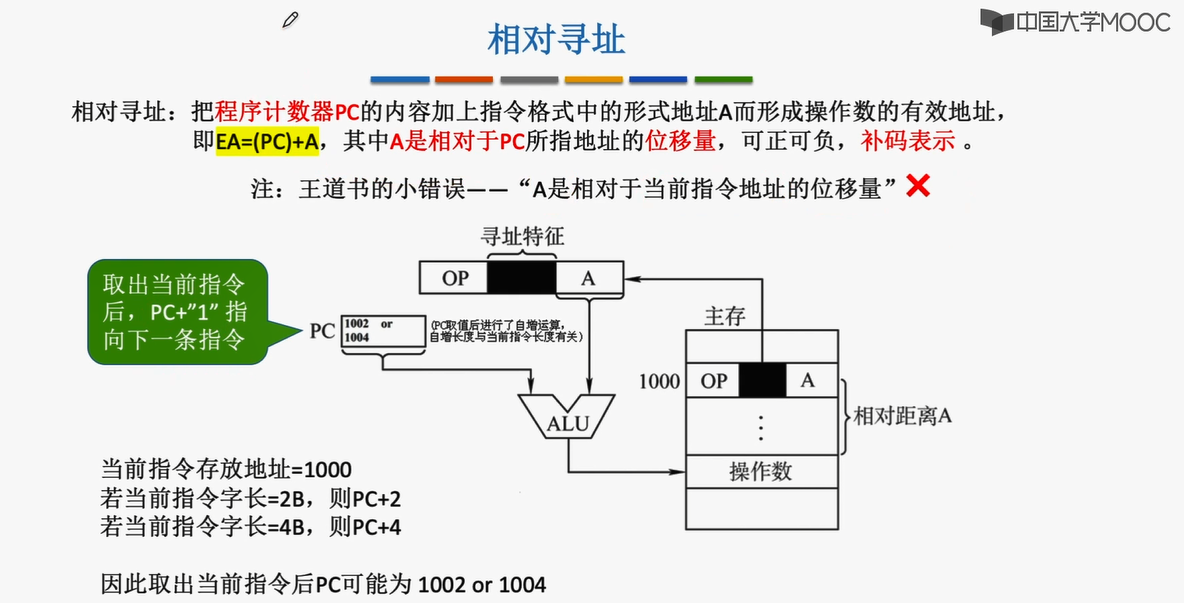 中国大学MOOC
相对寻址
相对寻址：把程序计数器PC的内容加上指令格式中的形式地址A而形成操作数的有效地址，
即EA=(PC)+A，其中A是相对于PC所指地址的位移量，可正可负，补码表示 。
注：王道书的小错误——“A是相对于当前指令地址的位移量”
寻址特征
OP
A
取出当前指令
后，PC+”1” 指
向下一条指令
PC
1002 or
1004
(PC取值后进行了自增运算，
自增长度与当前指令长度有关)
主存
1000
OP
A
ALU
相对距离A
操作数
当前指令存放地址=1000
若当前指令字长=2B，则PC+2
若当前指令字长=4B，则PC+4
因此取出当前指令后PC可能为 1002 or 1004